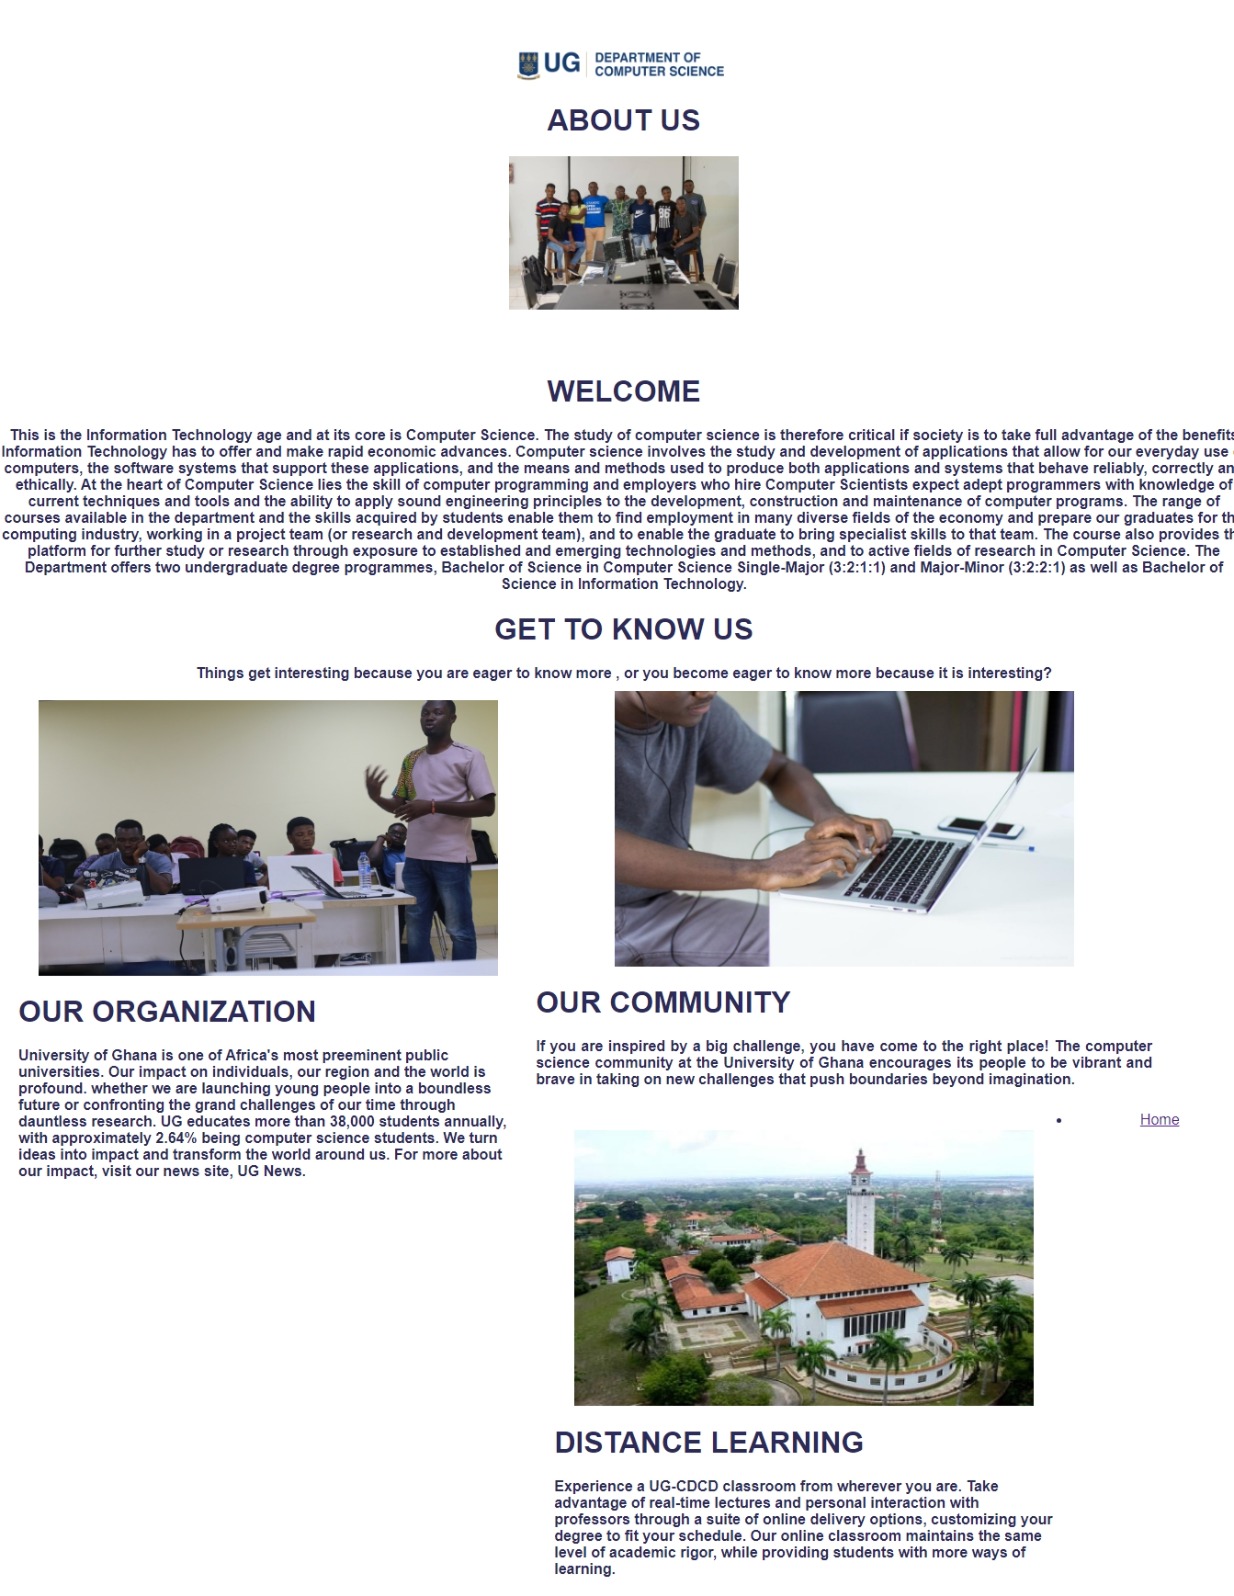 UG DEPARTMENT OF
COMPUTER SCIENCE
ABOUT US
WELCOME
This is the Information Technology age and at its core is Computer Science. The study of computer science is therefore critical if society is to take full advantage of the benefits
Information Technology has to offer and make rapid economic advances. Computer science involves the study and development of applications that allow for our everyday use
computers, the software systems that support these applications, and the means and methods used to produce both applications and systems that behave reliably, correctly an
ethically. At the heart of Computer Science lies the skill of computer programming and employers who hire Computer Scientists expect adept programmers with knowledge of
current techniques and tools and the ability to apply sound engineering principles to the development, construction and maintenance of computer programs. The range of
courses available in the department and the skills acquired by students enable them to find employment in many diverse fields of the economy and prepare our graduates for th
computing industry, working in a project team (or research and development team), and to enable the graduate to bring specialist skills to that team. The course also provides th
platform for further study or research through exposure to established and emerging technologies and methods, and to active fields of research in Computer Science. The
Department offers two undergraduate degree programmes, Bachelor of Science in Computer Science Single-Major (3:2:1:1) and Major-Minor (3:2:2:1) as well as Bachelor of
Science in Information Technology.
GET TO KNOW US
Things get interesting because you are eager to know more , or you become eager to know more because it is interesting?
OUR ORGANIZATION
University of Ghana is one of Africa's most preeminent public
universities. Our impact on individuals, our region and the world is
profound. whether we are launching young people into a boundless
future or confronting the grand challenges of our time through
dauntless research. UG educates more than 38,000 students annually,
with approximately 2.64% being computer science students. We turn
ideas into impact and transform the world around us. For more about
our impact, visit our news site, UG News.
OUR COMMUNITY
If you are inspired by a big challenge, you have come to the right place! The computer
science community at the University of Ghana encourages its people to be vibrant and
brave in taking on new challenges that push boundaries beyond imagination.
• Home
DISTANCE LEARNING
Experience a UG-CDCD classroom from wherever you are. Take
advantage of real-time lectures and personal interaction with
professors through a suite of online delivery options, customizing your
degree to fit your schedule. Our online classroom maintains the same
level of academic rigor, while providing students with more ways of
learning.